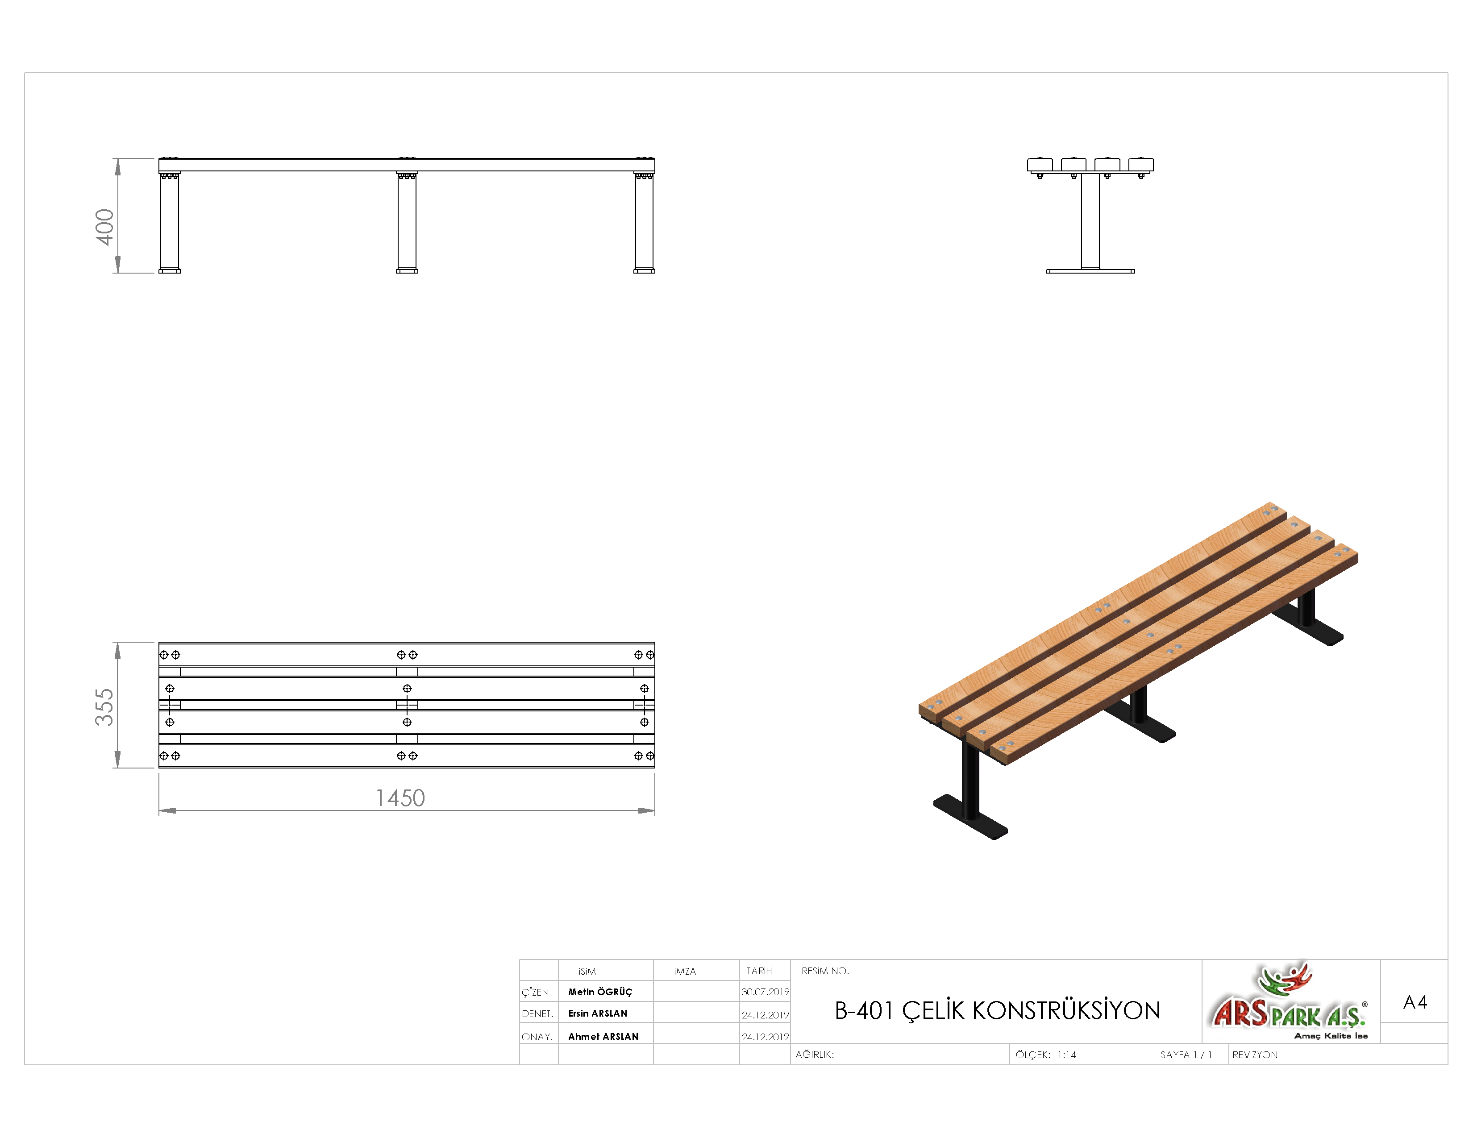 400
355
1450
İSİM
İMZA
TARİH
RESİM NO.
ÇİZEN.
Metin ÖGRÜÇ
30.07.2019
DENET.
Ersin ARSLAN
24.12.2019
ONAY.
Ahmet ARSLAN
24.12.2019
B-401 ÇELİK KONSTRÜKSİYON
ARSPARK A.Ş.®
Amaç Kalite İse
A4
AĞIRLIK:
ÖLÇEK: 1:14
SAYFA 1 / 1
REVİZYON